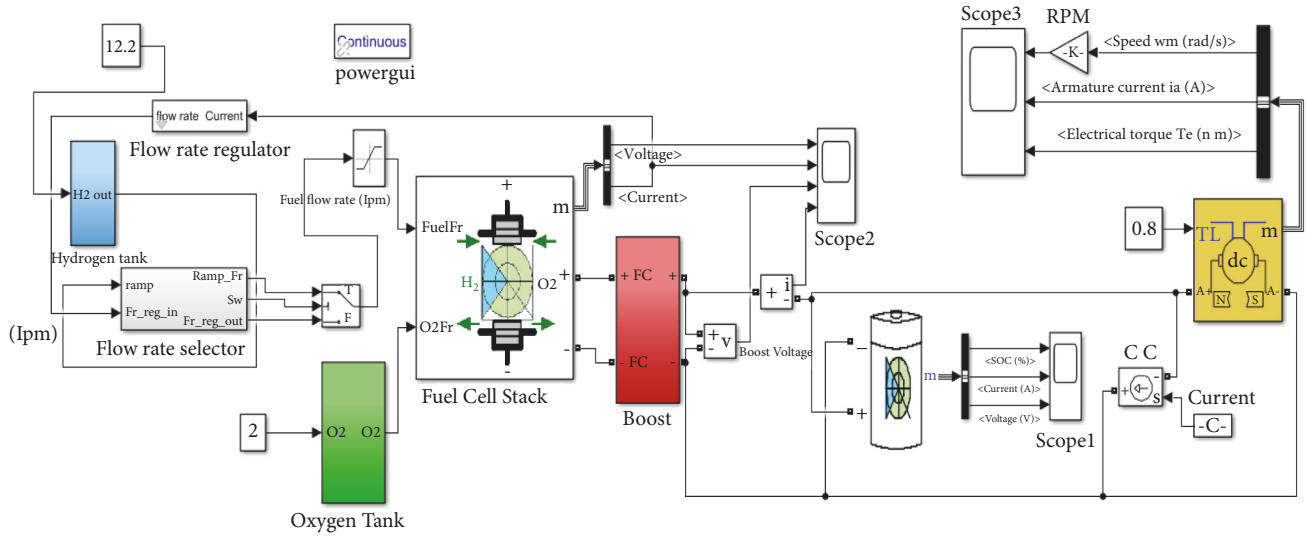 Scope3
RPM
12.2
Continuous
powergui
-K-
<Speed wm (rad/s)>
<Armature current ia (A)>
<Electrical torque Te (n m)>
flow rate Current
Flow rate regulator
<Voltage>
<Current>
Scope2
H2 out
Hydrogen tank
Fuel flow rate (Ipm)
m
+
FuelFr
H2
O2
+
O2Fr
-
-
Fuel Cell Stack
+ FC +
- FC -
Boost
+ i -
+ v -
Boost Voltage
0.8
TL m
dc
A+ A-
N S
ramp
Ramp_Fr
Sw
Fr_reg_in
Fr_reg_out
T
F
(Ipm)
Flow rate selector
2
O2 O2
Oxygen Tank
−
+
m
<SOC (%)>
<Current (A)>
<Voltage (V)>
Scope1
C C
-
+
s
Current
-C-